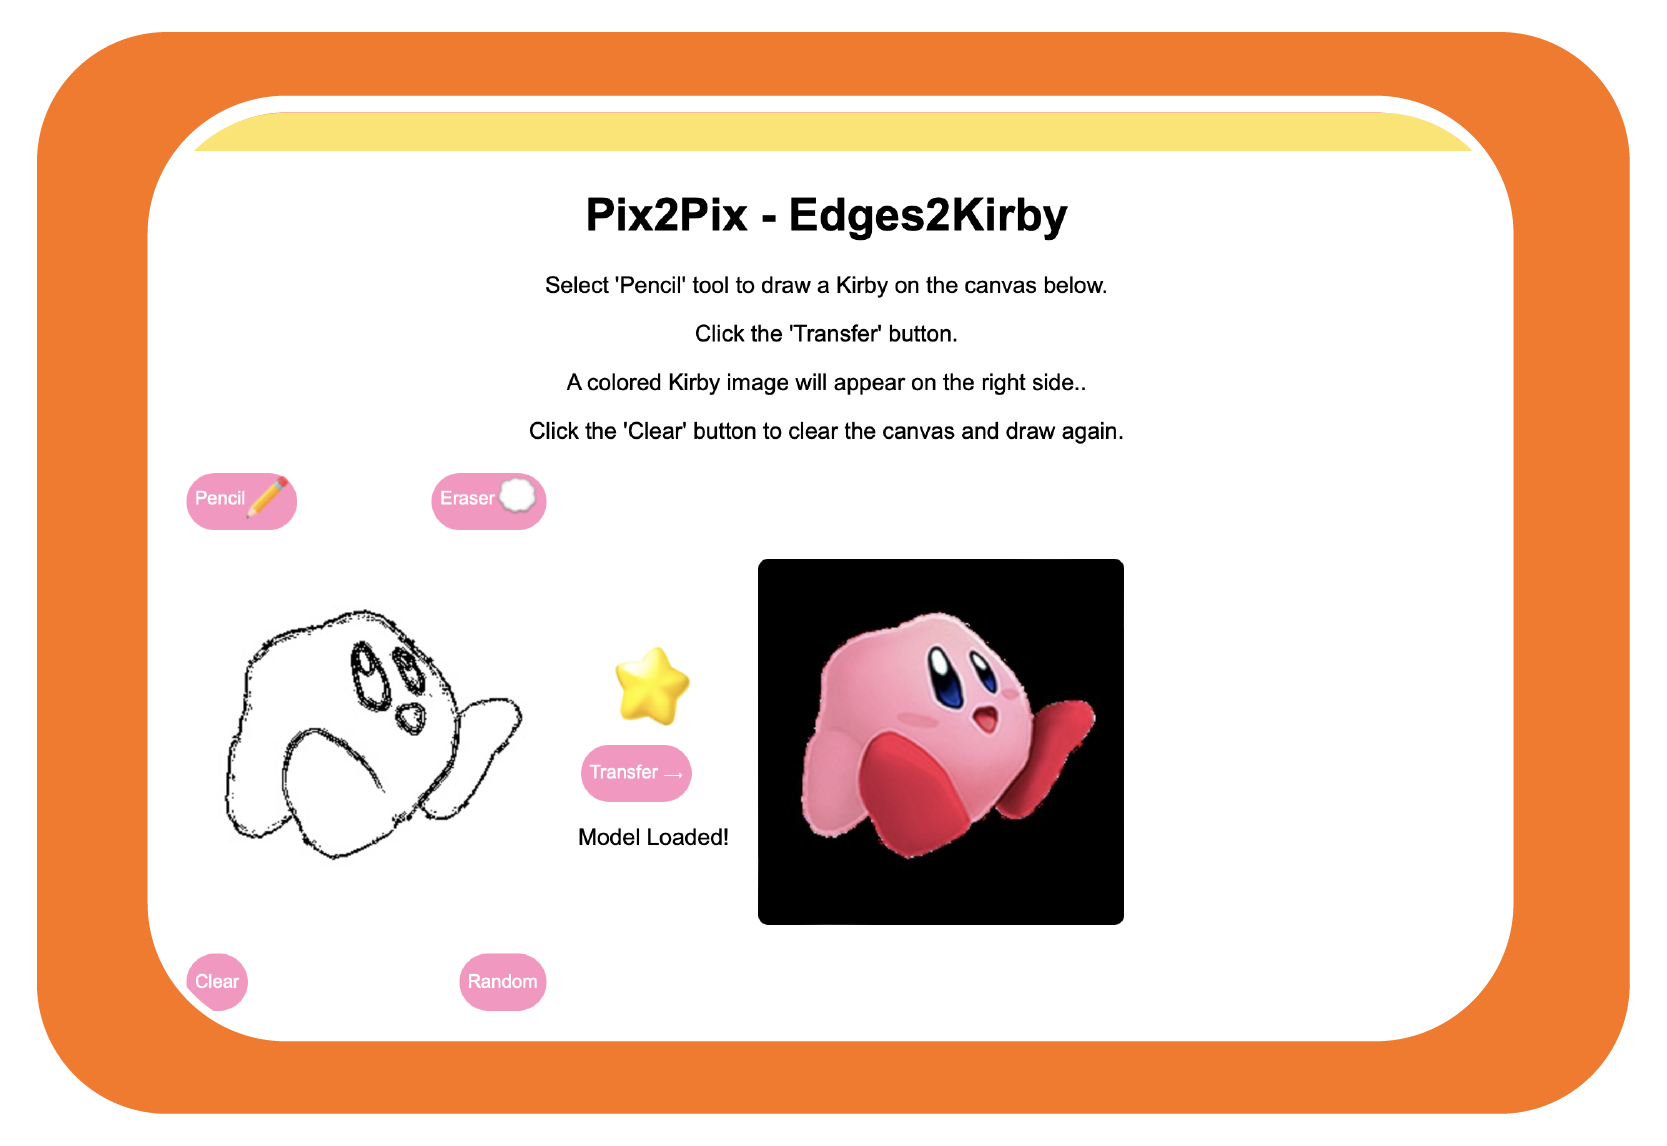 Pix2Pix - Edges2Kirby
Select 'Pencil' tool to draw a Kirby on the canvas below.
Click the 'Transfer' button.
A colored Kirby image will appear on the right side..
Click the 'Clear' button to clear the canvas and draw again.
Pencil
Eraser
Transfer →
Model Loaded!
Clear
Random